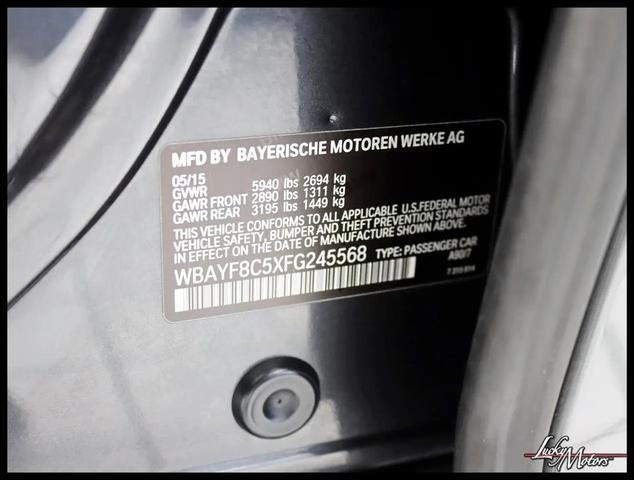 MFD BY BAYERISCHE MOTOREN WERKE AG
05/15
GVWR 5940 lbs 2694 kg
GAWR FRONT 2890 lbs 1311 kg
GAWR REAR 3195 lbs 1449 kg
THIS VEHICLE CONFORMS TO ALL APPLICABLE U.S.FEDERAL MOTOR
VEHICLE SAFETY, BUMPER, AND THEFT PREVENTION STANDARDS
IN EFFECT ON THE DATE OF MANUFACTURE SHOWN ABOVE.
WBAYF8C5XFG245568 TYPE: PASSENGER CAR
A90/7
Lucky
Motors